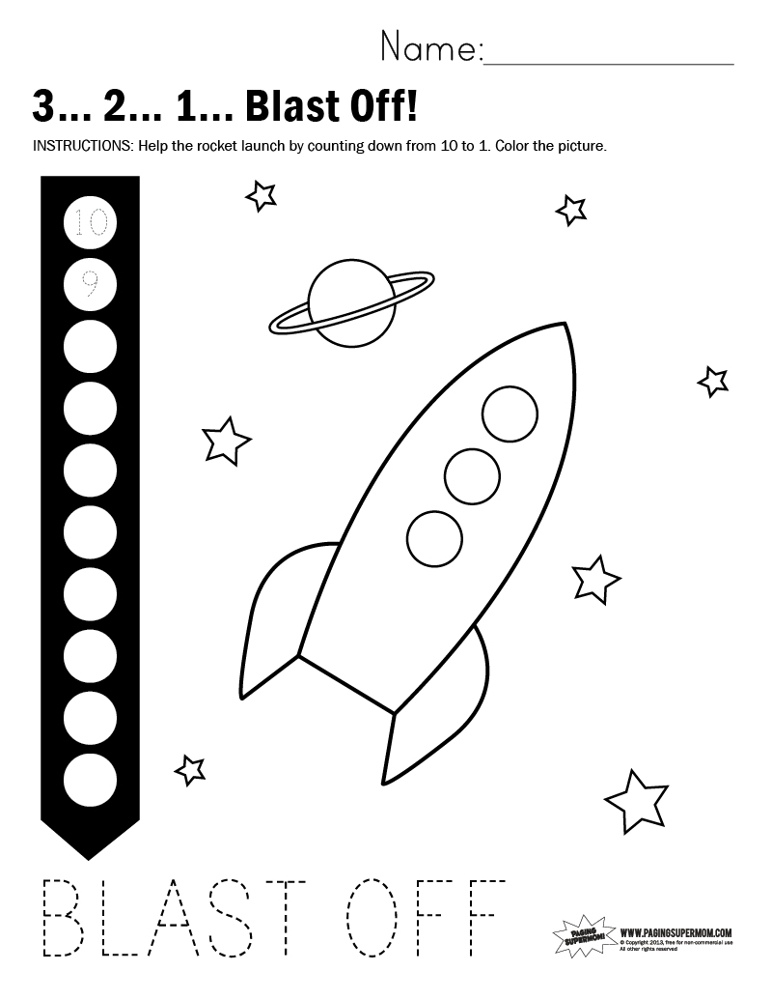 Name:
3... 2... 1... Blast Off!
INSTRUCTIONS: Help the rocket launch by counting down from 10 to 1. Color the picture.
10
9
BLAST OFF
PAGING
SUPERMOM!
WWW.PAGINGSUPERMOM.COM
© Copyright 2013, free for non-commercial use
All other rights reserved